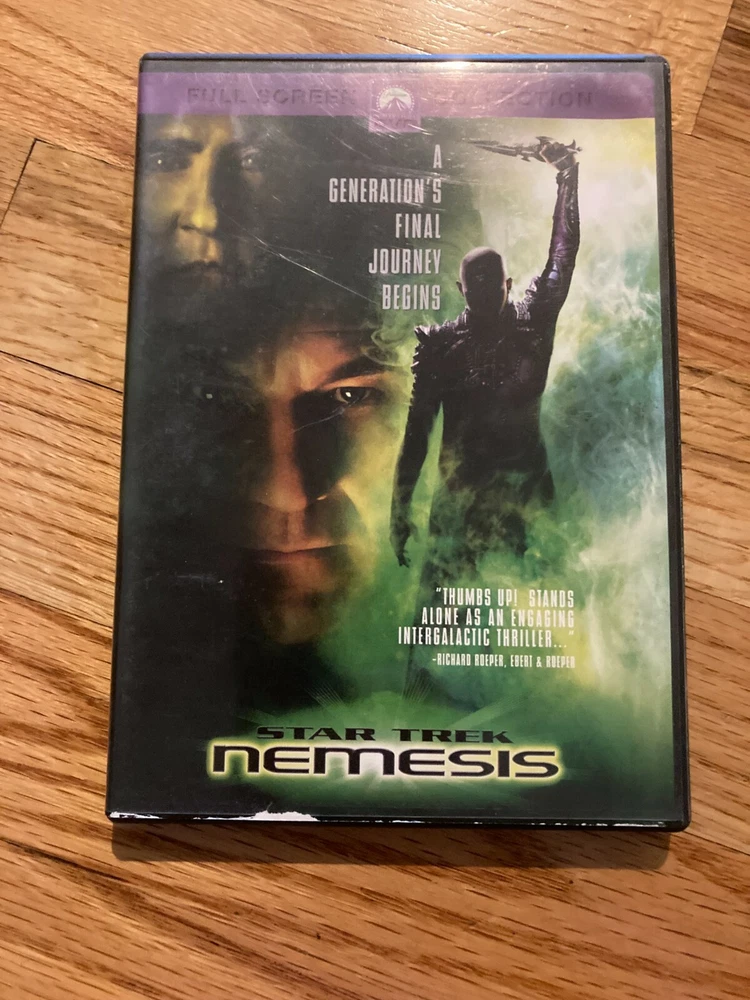 FULL SCREEN COLLECTION
A
GENERATION'S
FINAL
JOURNEY
BEGINS
"THUMBS UP! STANDS
ALONE AS AN ENGAGING
INTERGALACTIC THRILLER..."
-RICHARD ROEPER, EBERT & ROEPER
STAR TREK
NEMESIS